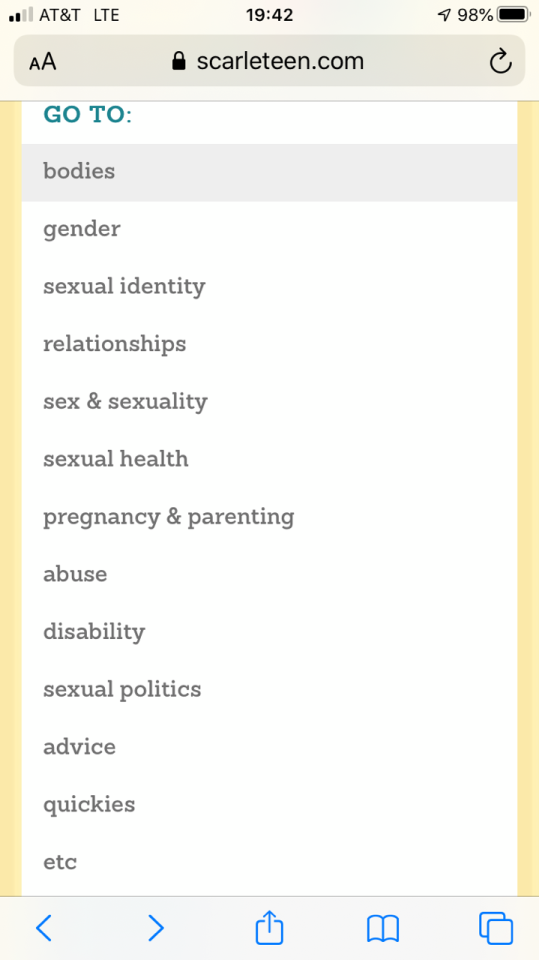 AT&T LTE 19:42 98%
AA scarleteen.com
GO TO:
bodies
gender
sexual identity
relationships
sex & sexuality
sexual health
pregnancy & parenting
abuse
disability
sexual politics
advice
quickies
etc